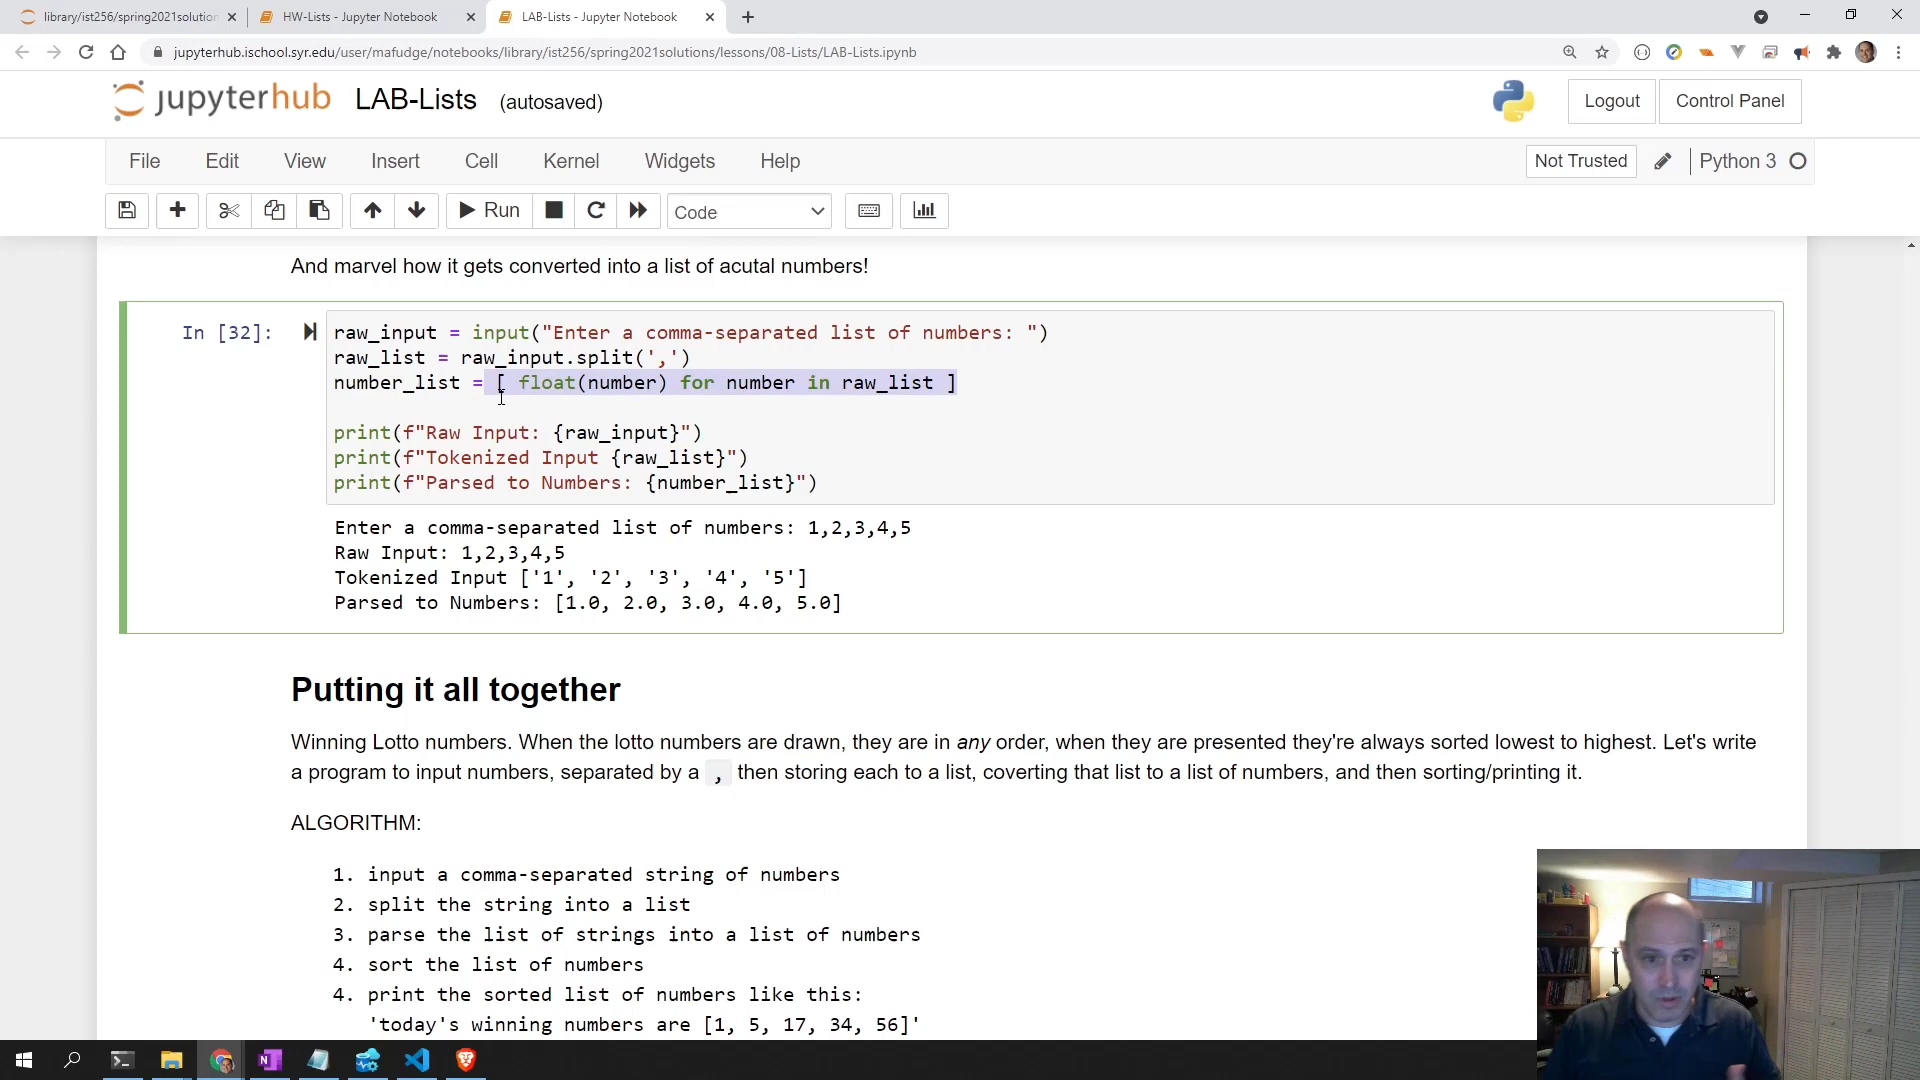 library/ist256/spring2021solution
HW-Lists - Jupyter Notebook
LAB-Lists - Jupyter Notebook
jupyterhub.ischool.syr.edu/user/mafudge/notebooks/library/ist256/spring2021solutions/lessons/08-Lists/LAB-Lists.ipynb
jupyterhub LAB-Lists (autosaved)
Logout
Control Panel
File Edit View Insert Cell Kernel Widgets Help
Not Trusted
Python 3
Run
Code
And marvel how it gets converted into a list of acutal numbers!
In [32]:
raw_input = input("Enter a comma-separated list of numbers: ")
raw_list = raw_input.split(',')
number_list = [ float(number) for number in raw_list ]
print(f"Raw Input: {raw_input}")
print(f"Tokenized Input {raw_list}")
print(f"Parsed to Numbers: {number_list}")
Enter a comma-separated list of numbers: 1,2,3,4,5
Raw Input: 1,2,3,4,5
Tokenized Input ['1', '2', '3', '4', '5']
Parsed to Numbers: [1.0, 2.0, 3.0, 4.0, 5.0]
Putting it all together
Winning Lotto numbers. When the lotto numbers are drawn, they are in any order, when they are presented they're always sorted lowest to highest. Let's write
a program to input numbers, separated by a , then storing each to a list, coverting that list to a list of numbers, and then sorting/printing it.
ALGORITHM:
1. input a comma-separated string of numbers
2. split the string into a list
3. parse the list of strings into a list of numbers
4. sort the list of numbers
4. print the sorted list of numbers like this:
'today's winning numbers are [1, 5, 17, 34, 56]'